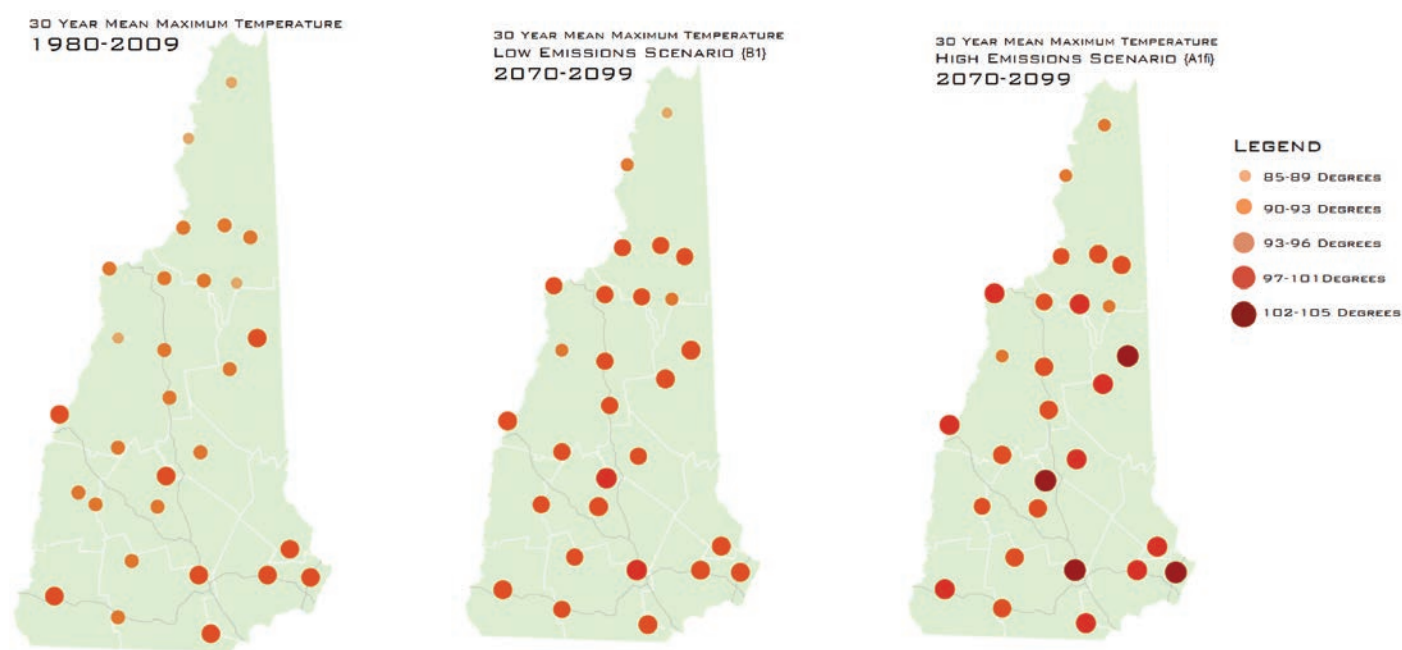 30 Year Mean Maximum Temperature
1980-2009
30 Year Mean Maximum Temperature
Low Emissions Scenario {B1}
2070-2099
30 Year Mean Maximum Temperature
High Emissions Scenario {A1fi}
2070-2099
Legend
85-89 Degrees
90-93 Degrees
93-96 Degrees
97-101Degrees
102-105 Degrees